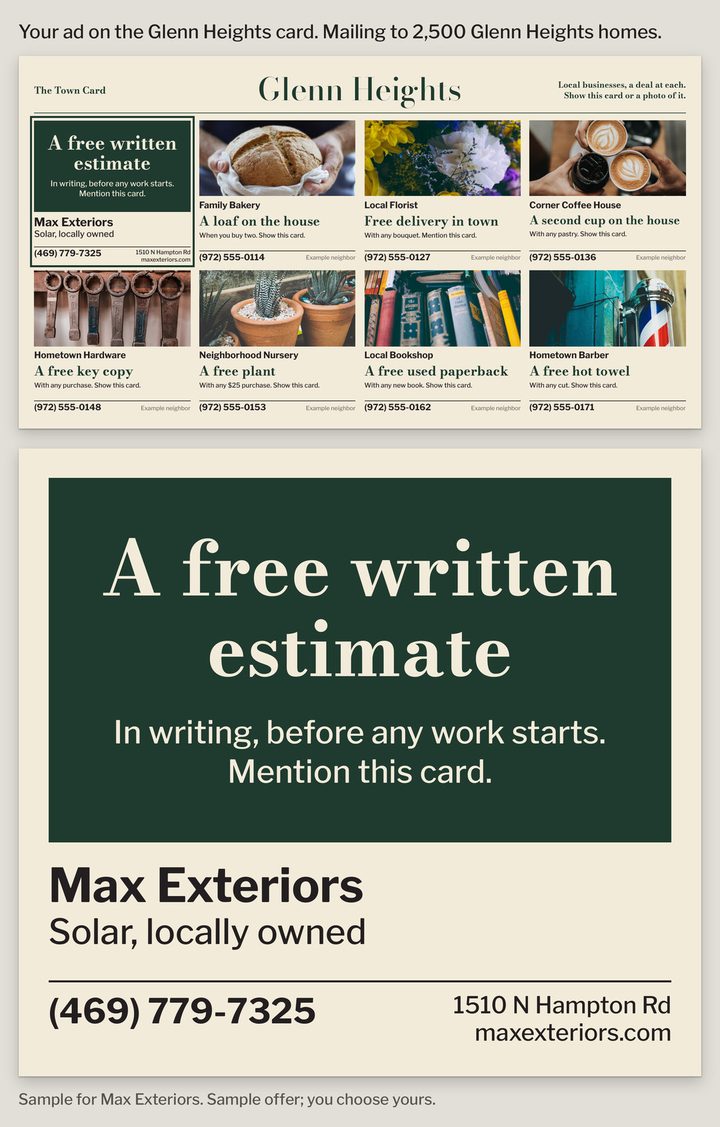 Your ad on the Glenn Heights card. Mailing to 2,500 Glenn Heights homes.
The Town Card
Glenn Heights
Local businesses, a deal at each.
Show this card or a photo of it.
A free written
estimate
In writing, before any work starts.
Mention this card.
Max Exteriors
Solar, locally owned
(469) 779-7325
1510 N Hampton Rd
maxexteriors.com
Family Bakery
A loaf on the house
When you buy two. Show this card.
(972) 555-0114
Example neighbor
Local Florist
Free delivery in town
With any bouquet. Mention this card.
(972) 555-0127
Example neighbor
Corner Coffee House
A second cup on the house
With any pastry. Show this card.
(972) 555-0136
Example neighbor
Hometown Hardware
A free key copy
With any purchase. Show this card.
(972) 555-0148
Example neighbor
Neighborhood Nursery
A free plant
With any $25 purchase. Show this card.
(972) 555-0153
Example neighbor
Local Bookshop
A free used paperback
With any new book. Show this card.
(972) 555-0162
Example neighbor
Hometown Barber
A free hot towel
With any cut. Show this card.
(972) 555-0171
Example neighbor
A free written
estimate
In writing, before any work starts.
Mention this card.
Max Exteriors
Solar, locally owned
(469) 779-7325
1510 N Hampton Rd
maxexteriors.com
Sample for Max Exteriors. Sample offer; you choose yours.